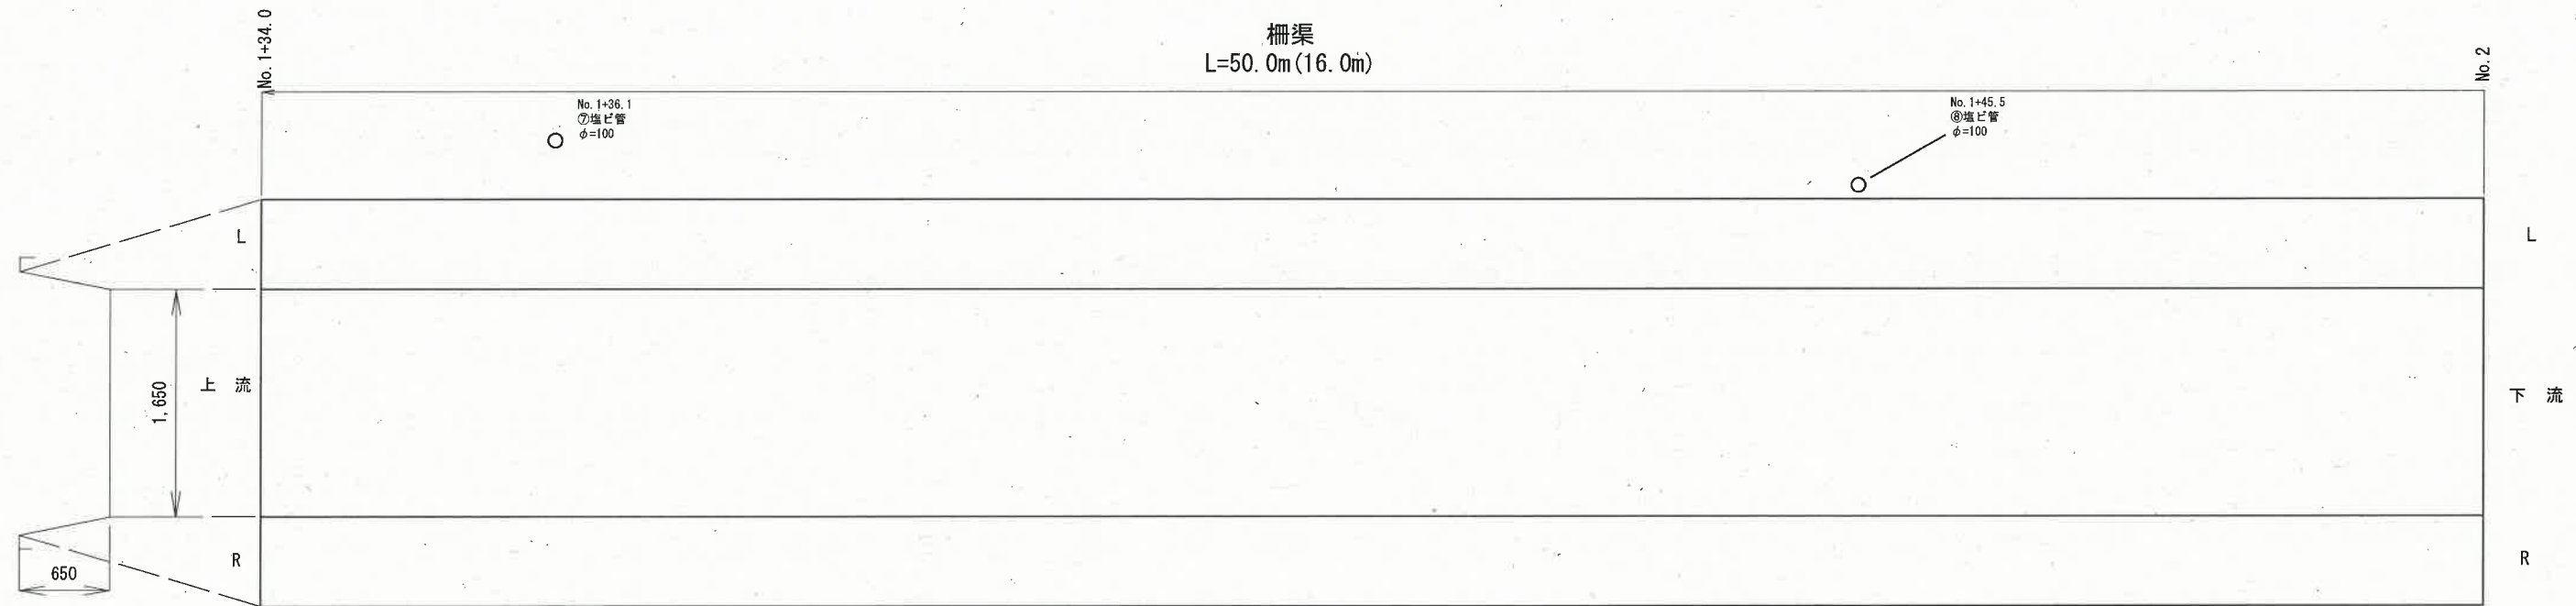 No.1+34.0
柵渠
L=50.0m(16.0m)
No.2
No.1+36.1
⑦塩ビ管
φ=100
No.1+45.5
⑧塩ビ管
φ=100
L
L
1,650
上 流
下 流
R
R
650